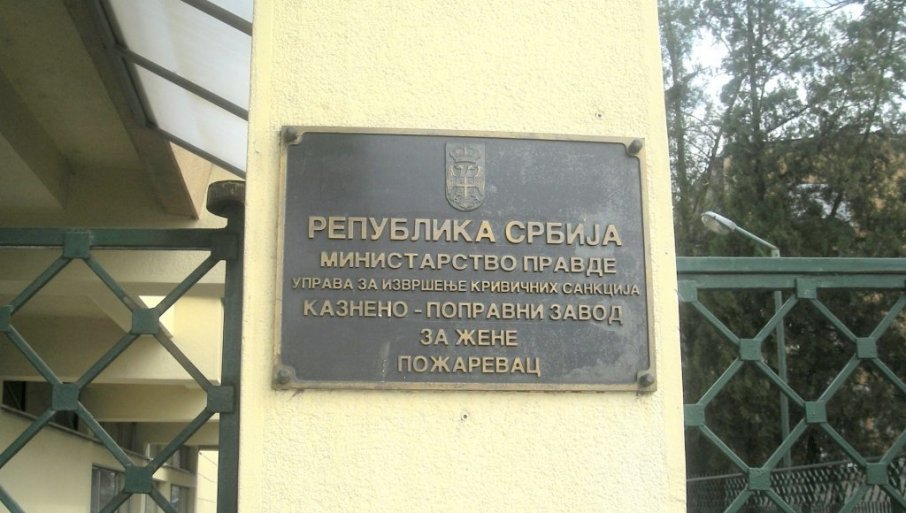 РЕПУБЛИКА СРБИЈА
МИНИСТАРСТВО ПРАВДЕ
УПРАВА ЗА ИЗВРШЕЊЕ КРИВИЧНИХ САНКЦИЈА
КАЗНЕНО - ПОПРАВНИ ЗАВОД
ЗА ЖЕНЕ
ПОЖАРЕВАЦ